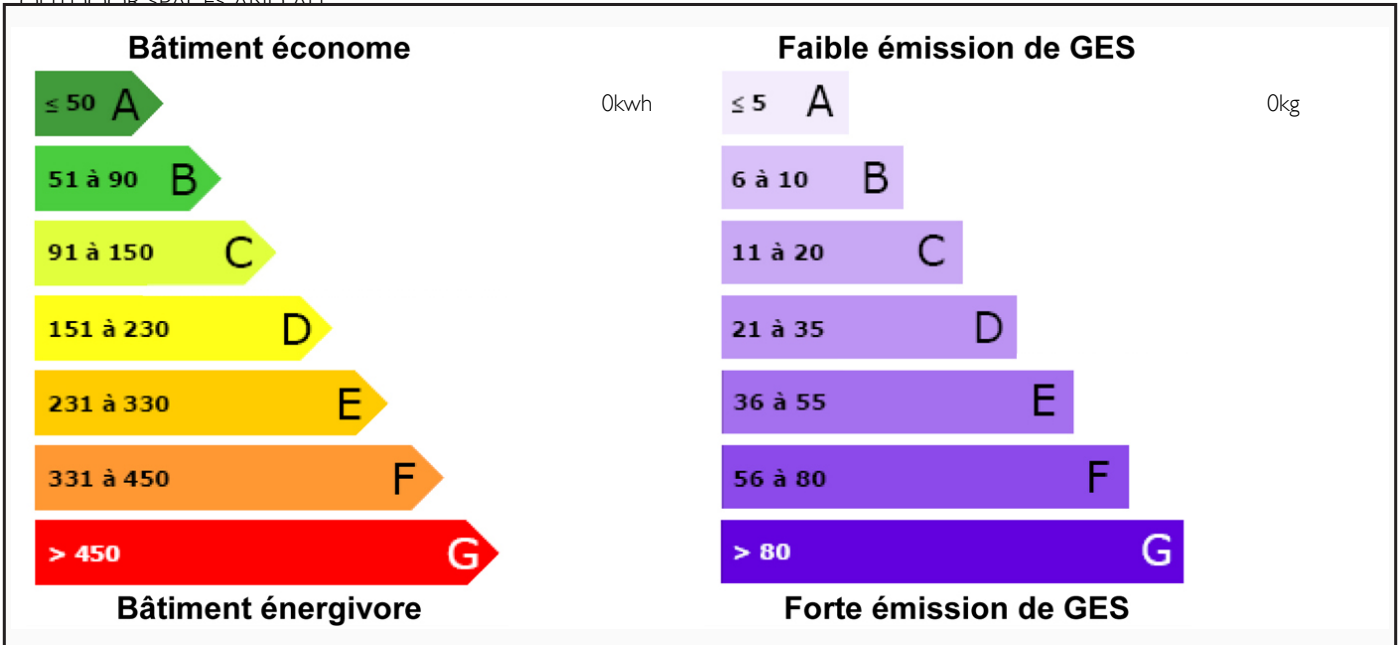 Bâtiment économe
≤ 50 A 0kwh
51 à 90 B
91 à 150 C
151 à 230 D
231 à 330 E
331 à 450 F
> 450 G
Bâtiment énergivore
Faible émission de GES
≤ 5 A 0kg
6 à 10 B
11 à 20 C
21 à 35 D
36 à 55 E
56 à 80 F
> 80 G
Forte émission de GES